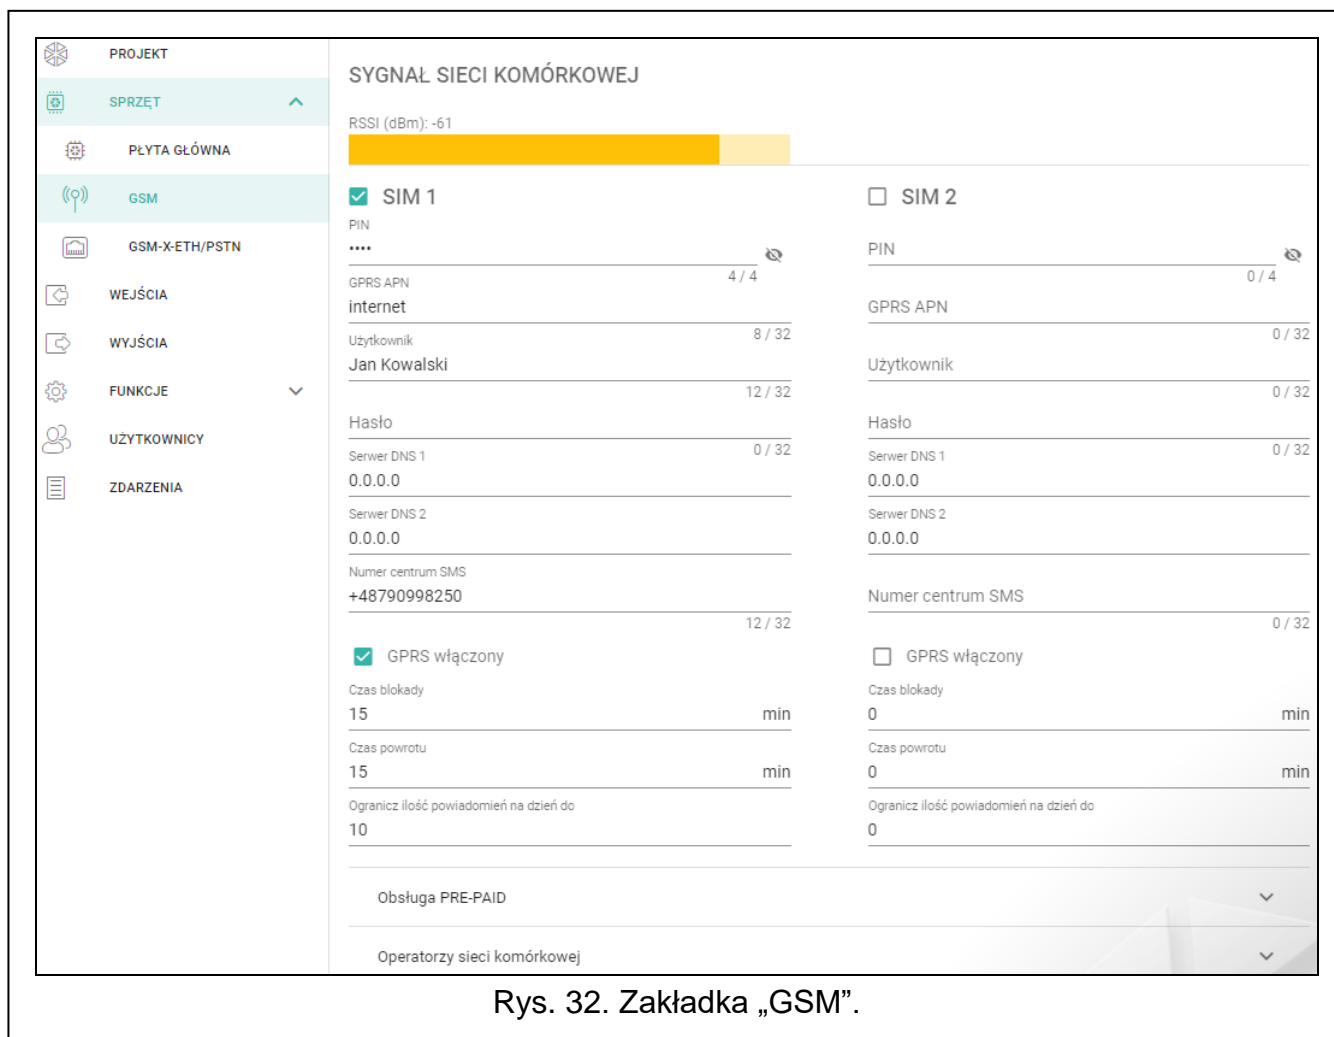 PROJEKT
SPRZĘT
PŁYTA GŁÓWNA
GSM
GSM-X-ETH/PSTN
WEJŚCIA
WYJŚCIA
FUNKCJE
UŻYTKOWNICY
ZDARZENIA
SYGNAŁ SIECI KOMÓRKOWEJ
RSSI (dBm): -61
SIM 1
PIN
••••
4 / 4
GPRS APN
internet
8 / 32
Użytkownik
Jan Kowalski
12 / 32
Hasło
0 / 32
Serwer DNS 1
0.0.0.0
Serwer DNS 2
0.0.0.0
Numer centrum SMS
+48790998250
12 / 32
GPRS włączony
Czas blokady
15 min
Czas powrotu
15 min
Ogranicz ilość powiadomień na dzień do
10
SIM 2
PIN
0 / 4
GPRS APN
0 / 32
Użytkownik
0 / 32
Hasło
0 / 32
Serwer DNS 1
0.0.0.0
Serwer DNS 2
0.0.0.0
Numer centrum SMS
0 / 32
GPRS włączony
Czas blokady
0 min
Czas powrotu
0 min
Ogranicz ilość powiadomień na dzień do
0
Obsługa PRE-PAID
Operatorzy sieci komórkowej
Rys. 32. Zakładka „GSM”.